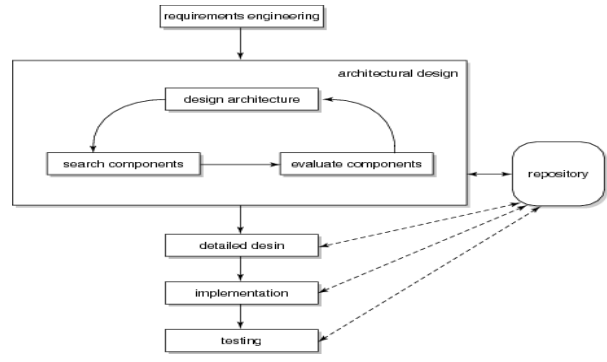 requirements engineering
architectural design
design architecture
search components
evaluate components
repository
detailed desin
implementation
testing